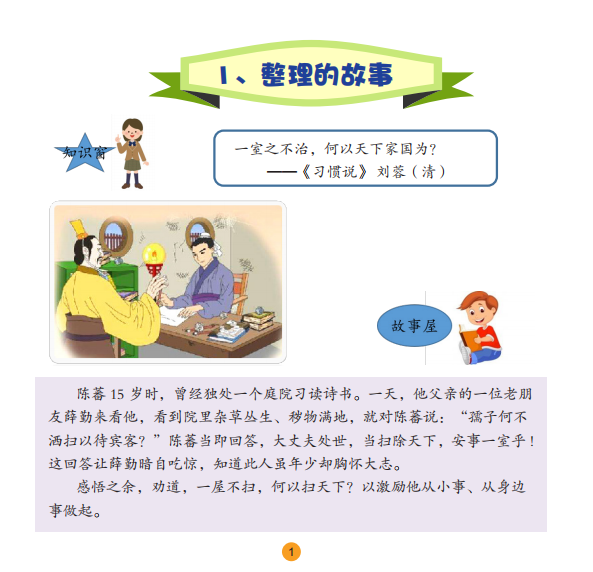 1、整理的故事
知识窗
一室之不治，何以天下家国为？
——《习惯说》刘蓉（清）
故事屋
陈蕃 15 岁时，曾经独处一个庭院习读诗书。一天，他父亲的一位老朋
友薛勤来看他，看到院里杂草丛生、秽物满地，就对陈蕃说：“孺子何不
洒扫以待宾客？”陈蕃当即回答，大丈夫处世，当扫除天下，安事一室乎！
这回答让薛勤暗自吃惊，知道此人虽年少却胸怀大志。
感悟之余，劝道，一屋不扫，何以扫天下？以激励他从小事、从身边
事做起。
1